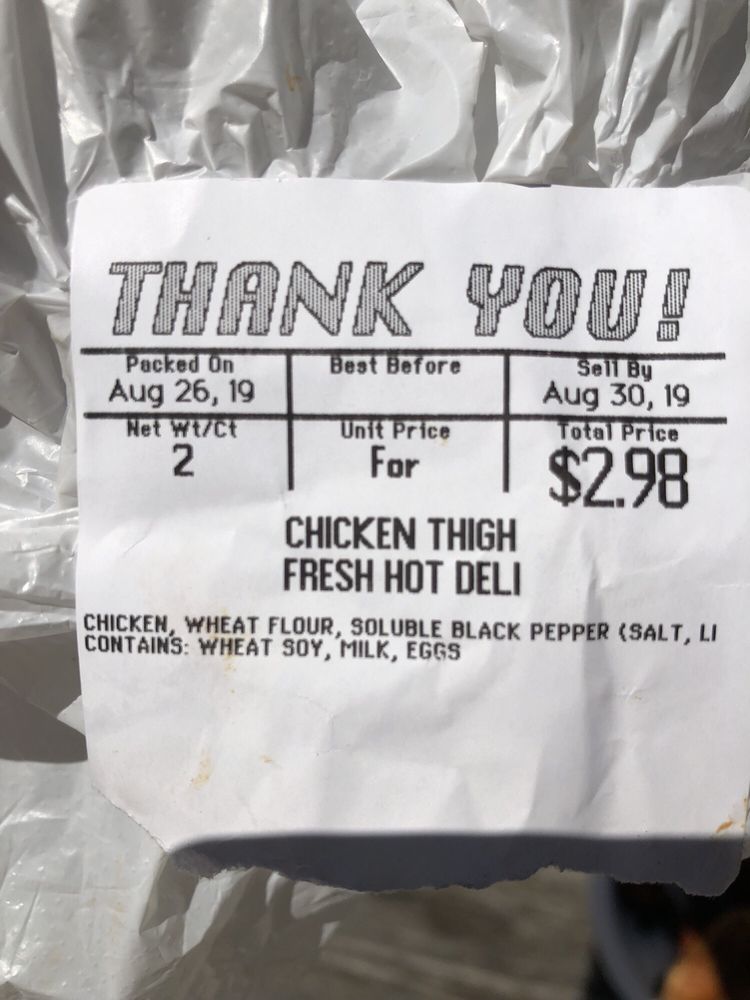 THANK YOU!
Packed On Best Before Sell By
Aug 26, 19 Aug 30, 19
Net Wt/Ct Unit Price Total Price
2 For $2.98
CHICKEN THIGH
FRESH HOT DELI
CHICKEN, WHEAT FLOUR, SOLUBLE BLACK PEPPER (SALT, LI
CONTAINS: WHEAT SOY, MILK, EGGS